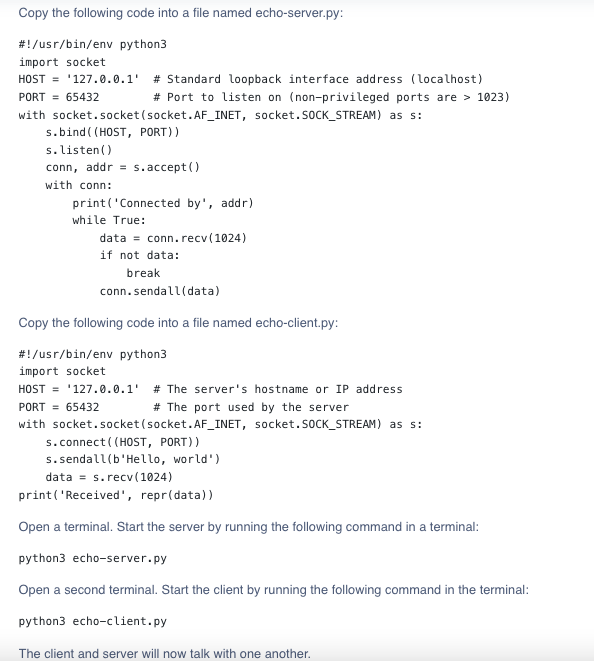 Copy the following code into a file named echo-server.py:
#!/usr/bin/env python3
import socket
HOST = '127.0.0.1'  # Standard loopback interface address (localhost)
PORT = 65432        # Port to listen on (non-privileged ports are > 1023)
with socket.socket(socket.AF_INET, socket.SOCK_STREAM) as s:
    s.bind((HOST, PORT))
    s.listen()
    conn, addr = s.accept()
    with conn:
        print('Connected by', addr)
        while True:
            data = conn.recv(1024)
            if not data:
                break
            conn.sendall(data)
Copy the following code into a file named echo-client.py:
#!/usr/bin/env python3
import socket
HOST = '127.0.0.1'  # The server's hostname or IP address
PORT = 65432        # The port used by the server
with socket.socket(socket.AF_INET, socket.SOCK_STREAM) as s:
    s.connect((HOST, PORT))
    s.sendall(b'Hello, world')
    data = s.recv(1024)
print('Received', repr(data))
Open a terminal. Start the server by running the following command in a terminal:
python3 echo-server.py
Open a second terminal. Start the client by running the following command in the terminal:
python3 echo-client.py
The client and server will now talk with one another.